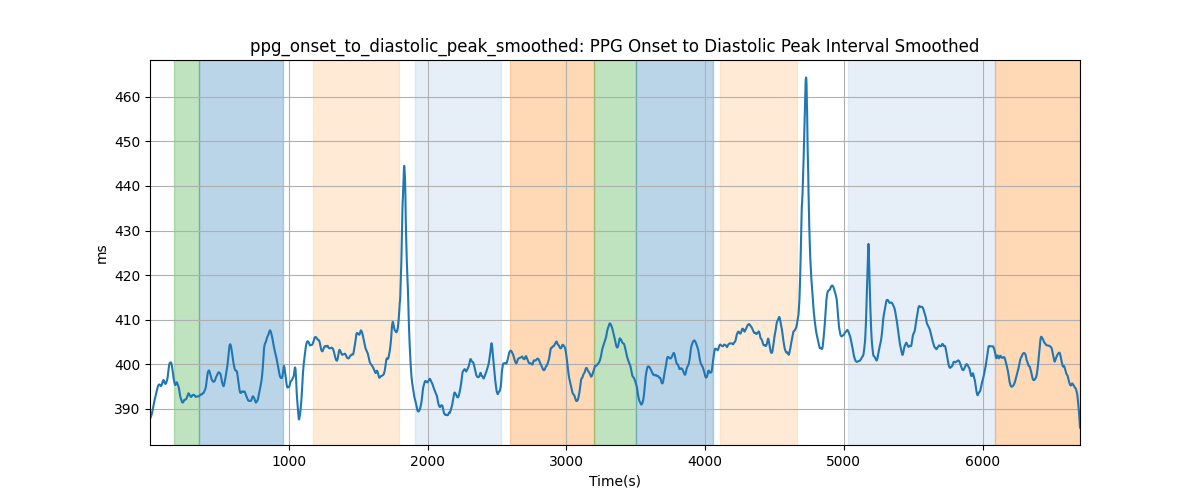 ppg_onset_to_diastolic_peak_smoothed: PPG Onset to Diastolic Peak Interval Smoothed
460
450
440
430
420
410
400
390
ms
1000 2000 3000 4000 5000 6000
Time(s)